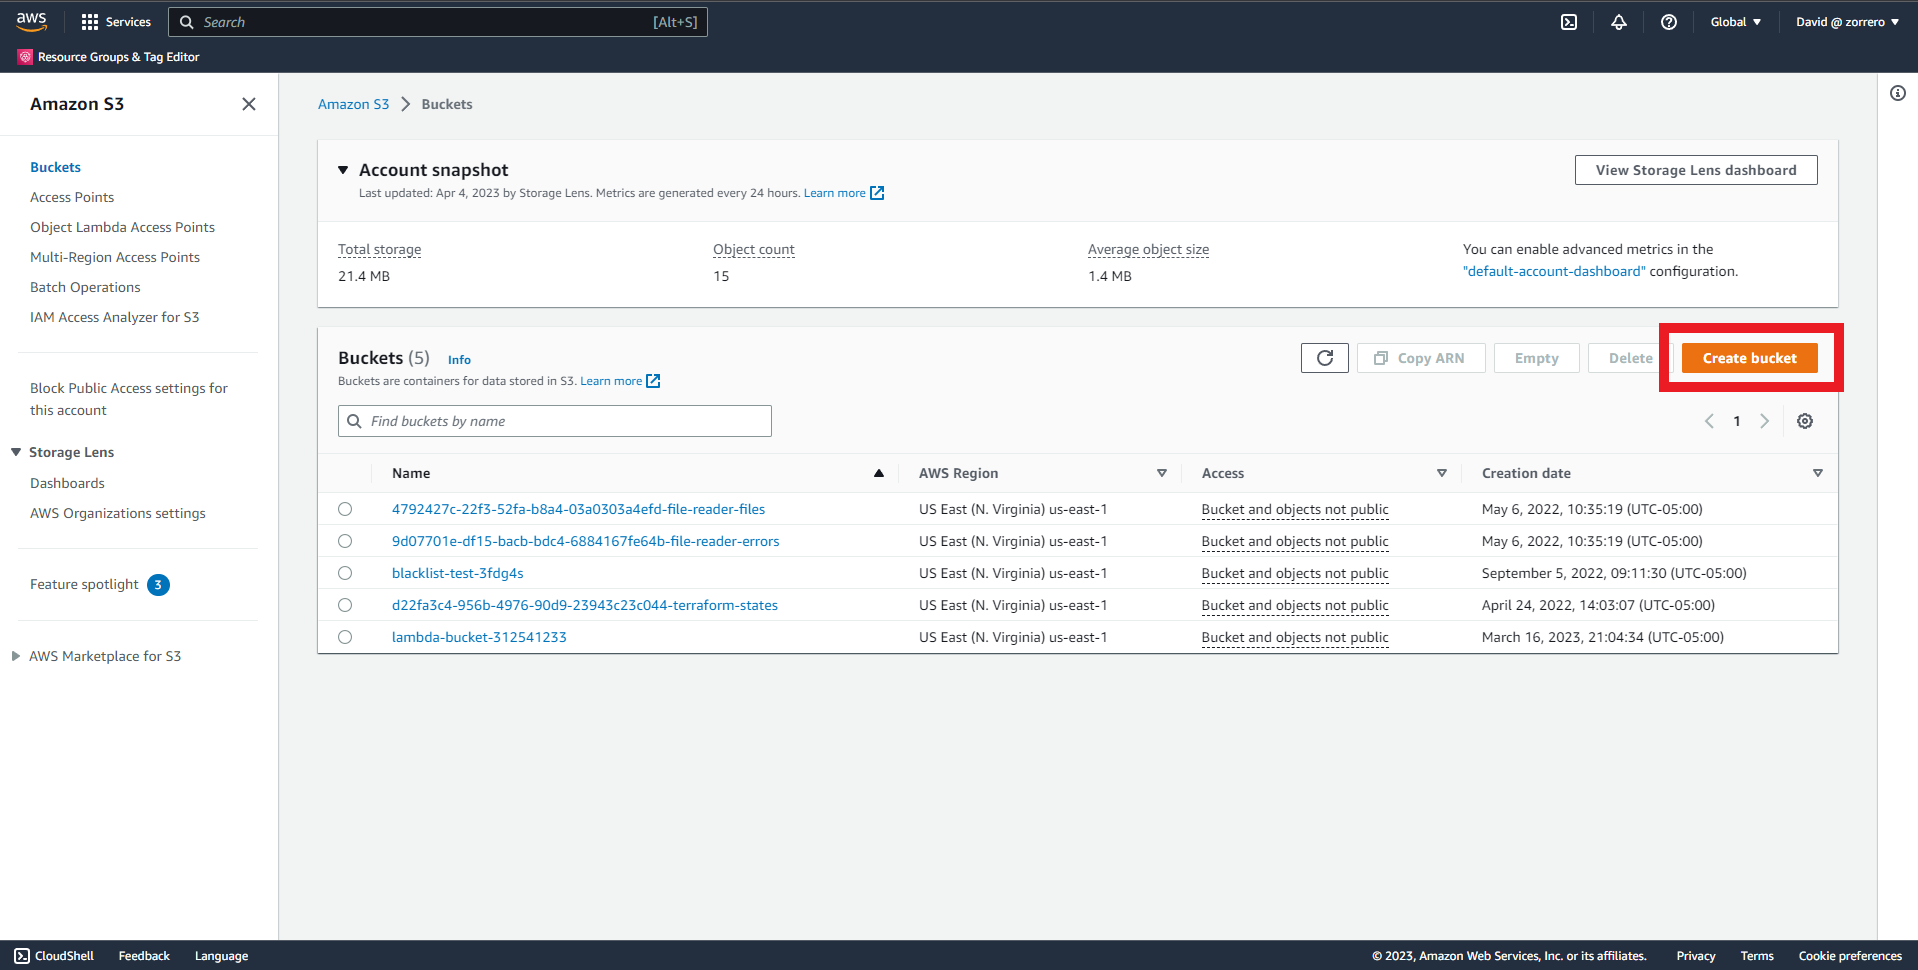 aws Services Search [Alt+S] Global David @ zorrero
Resource Groups & Tag Editor
Amazon S3
Buckets
Access Points
Object Lambda Access Points
Multi-Region Access Points
Batch Operations
IAM Access Analyzer for S3
Block Public Access settings for
this account
Storage Lens
Dashboards
AWS Organizations settings
Feature spotlight 3
AWS Marketplace for S3
Amazon S3 Buckets
Account snapshot
View Storage Lens dashboard
Last updated: Apr 4, 2023 by Storage Lens. Metrics are generated every 24 hours. Learn more
Total storage
21.4 MB
Object count
15
Average object size
1.4 MB
You can enable advanced metrics in the
"default-account-dashboard" configuration.
Buckets (5) Info
Buckets are containers for data stored in S3. Learn more
Copy ARN Empty Delete Create bucket
Find buckets by name
1
Name AWS Region Access Creation date
4792427c-22f3-52fa-b8a4-03a0303a4efd-file-reader-files US East (N. Virginia) us-east-1 Bucket and objects not public May 6, 2022, 10:35:19 (UTC-05:00)
9d07701e-df15-bacb-bdc4-6884167fe64b-file-reader-errors US East (N. Virginia) us-east-1 Bucket and objects not public May 6, 2022, 10:35:19 (UTC-05:00)
blacklist-test-3fdg4s US East (N. Virginia) us-east-1 Bucket and objects not public September 5, 2022, 09:11:30 (UTC-05:00)
d22fa3c4-956b-4976-90d9-23943c23c044-terraform-states US East (N. Virginia) us-east-1 Bucket and objects not public April 24, 2022, 14:03:07 (UTC-05:00)
lambda-bucket-312541233 US East (N. Virginia) us-east-1 Bucket and objects not public March 16, 2023, 21:04:34 (UTC-05:00)
CloudShell Feedback Language © 2023, Amazon Web Services, Inc. or its affiliates. Privacy Terms Cookie preferences